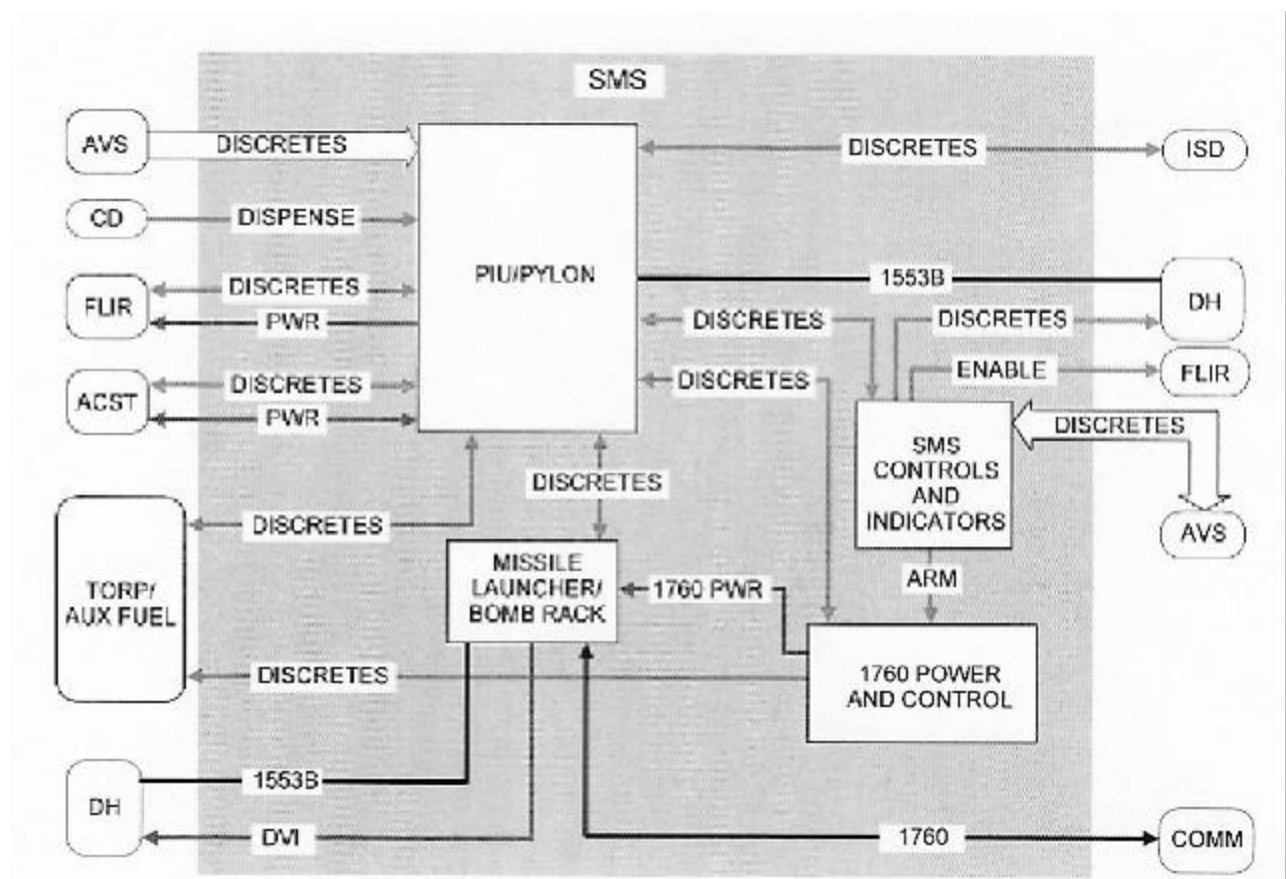 SMS
AVS
DISCRETES
DISCRETES
ISD
CD
DISPENSE
PIU/PYLON
1553B
DH
FLIR
DISCRETES
PWR
DISCRETES
DISCRETES
ENABLE
FLIR
ACST
DISCRETES
PWR
DISCRETES
DISCRETES
SMS
CONTROLS
AND
INDICATORS
AVS
DISCRETES
DISCRETES
TORP/
AUX FUEL
MISSILE
LAUNCHER/
BOMB RACK
1760 PWR
ARM
DISCRETES
1760 POWER
AND CONTROL
DH
1553B
DVI
1760
COMM